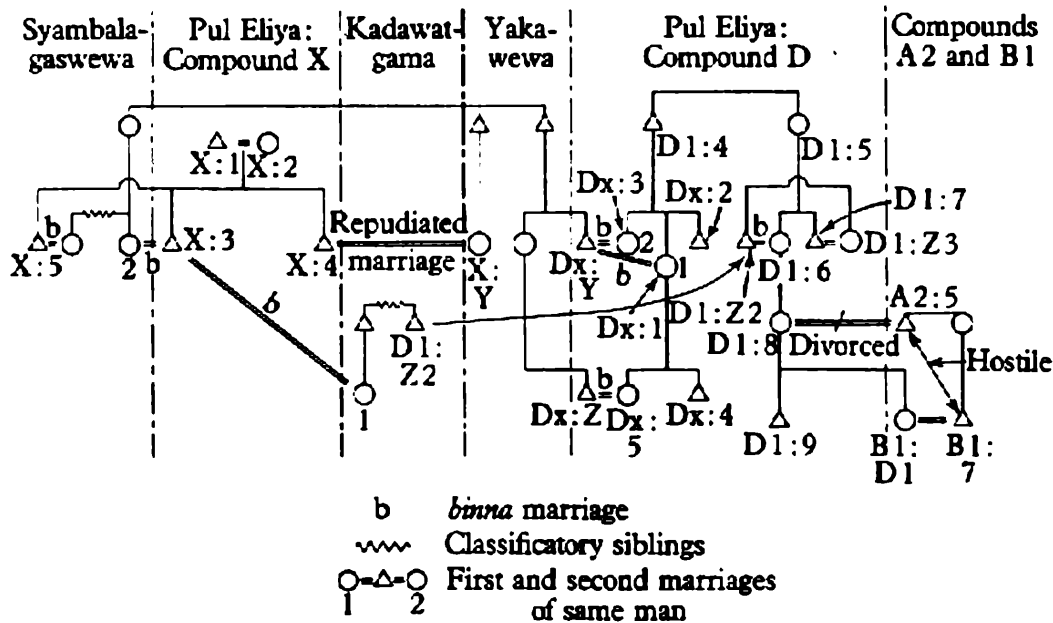 Syambala-
gaswewa
Pul Eliya:
Compound X
Kadawat-
gama
Yaka-
wewa
Pul Eliya:
Compound D
Compounds
A2 and B1
X:1
X:2
D1:4
D1:5
Dx:3
Dx:2
D1:7
b
X:5
2
b
X:3
X:4
Repudiated
marriage
X:
Y
b
Dx:
Y
2
b
1
b
D1:6
D1:Z3
b
Dx:1
D1:Z2
D1:
Z2
D1:8
Divorced
A2:5
Hostile
1
b
Dx:Z
Dx:
5
Dx:4
D1:9
B1:
D1
B1:
7
b binna marriage
Classificatory siblings
1 2 First and second marriages
of same man